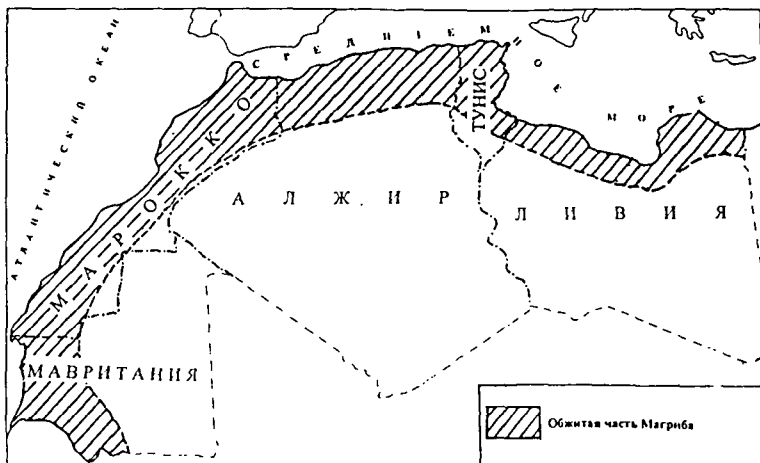 АТЛАНТИЧЕСКИЙ ОКЕАН
СРЕДИЗЕМНОЕ МОРЕ
МАРОККО
ТУНИС
АЛЖИР
ЛИВИЯ
МАВРИТАНИЯ
Обжитая часть Магриба